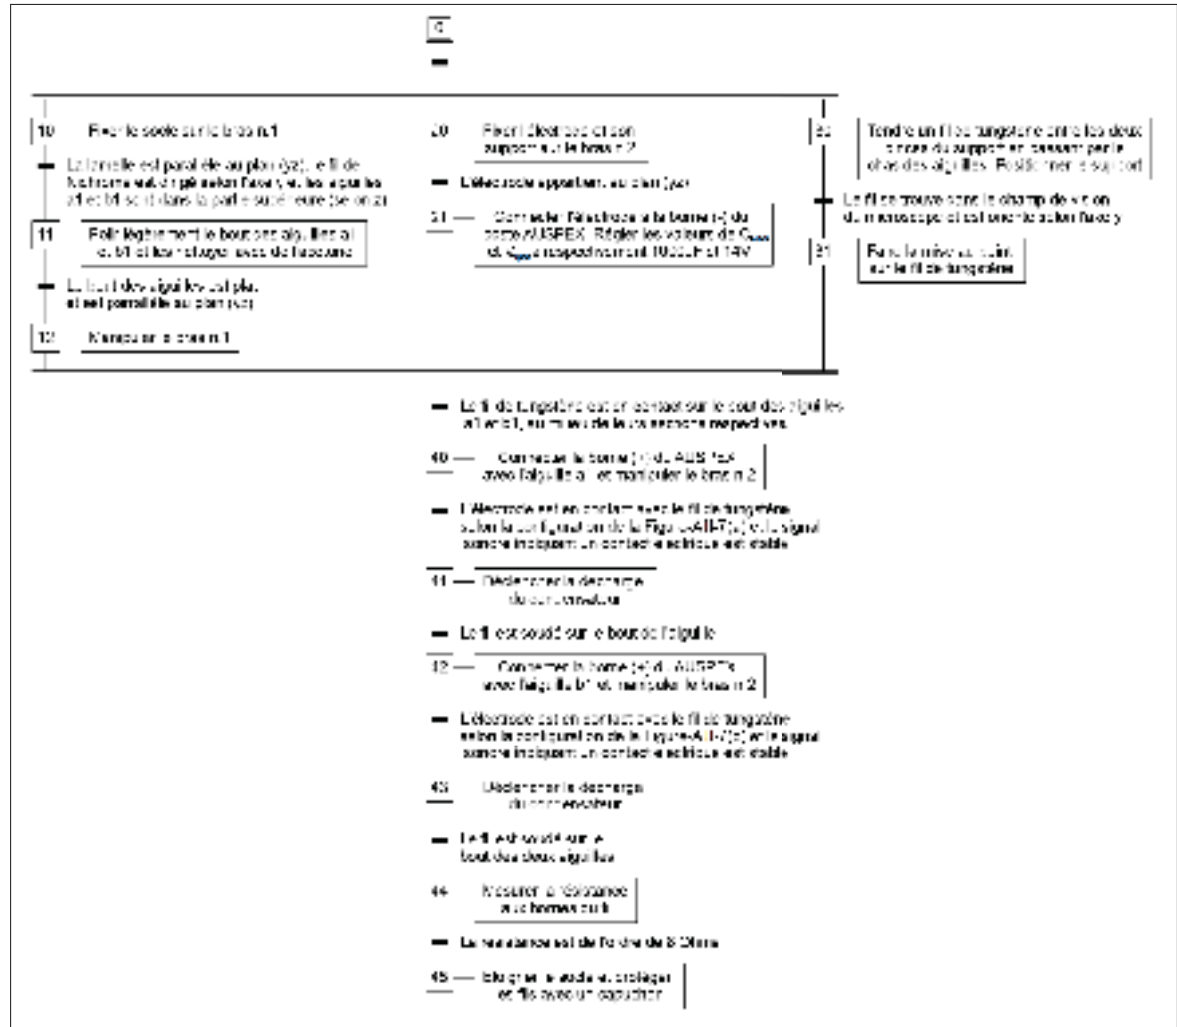 0
10 Fixer le socle sur le bras n.1
La lamelle est parallèle au plan (yz), le fil de
Nichrome est dirigé selon l'axe y, et les aiguilles
a1 et b1 sont dans la partie supérieure (selon z)
11 Polir légèrement le bout des aiguilles a1
et b1 et les nettoyer avec de l'acétone
Le bout des aiguilles est plat
et est parrallèle au plan (yz)
12 Manipuler le bras n.1
20 Fixer l'électrode et son
support sur le bras n.2
L'électrode appartient au plan (yz)
21 Connecter l'électrode à la borne (-) du
poste AUSPEX. Régler les valeurs de
et à respectivement et 14V
30 Tendre un fil de tungstène entre les deux
pinces du support en passant par le
chas des aiguilles. Positionner le support
Le fil se trouve dans le champ de vision
du microscope et est orienté selon l'axe y
31 Faire la mise au point
sur le fil de tungstène
Le fil de tungstène est en contact sur le bout des aiguilles
a1 et b1, au milieu de leurs sections respectives.
40 Connecter la borne (+) du AUSPEX
avec l'aiguille a1 et manipuler le bras n.2
L'électrode est en contact avec le fil de tungstène
selon la configuration de la Figure-AII-7(a) et le signal
sonore indiquant un contact électrique est stable
41 Déclencher la décharge
du condensateur
Le fil est soudé sur le bout de l'aiguille
42 Connecter la borne (+) du AUSPEX
avec l'aiguille b1 et manipuler le bras n.2
L'électrode est en contact avec le fil de tungstène
selon la configuration de la Figure-AII-7(b) et le signal
sonore indiquant un contact électrique est stable
43 Déclencher la décharge
du condensateur
Le fil est soudé sur le
bout des deux aiguilles
44 Mesurer la résistance
aux bornes du fil
La résistance est de l'ordre de 8 Ohms
45 Eloigner le socle et protéger
les fils avec un capuchon